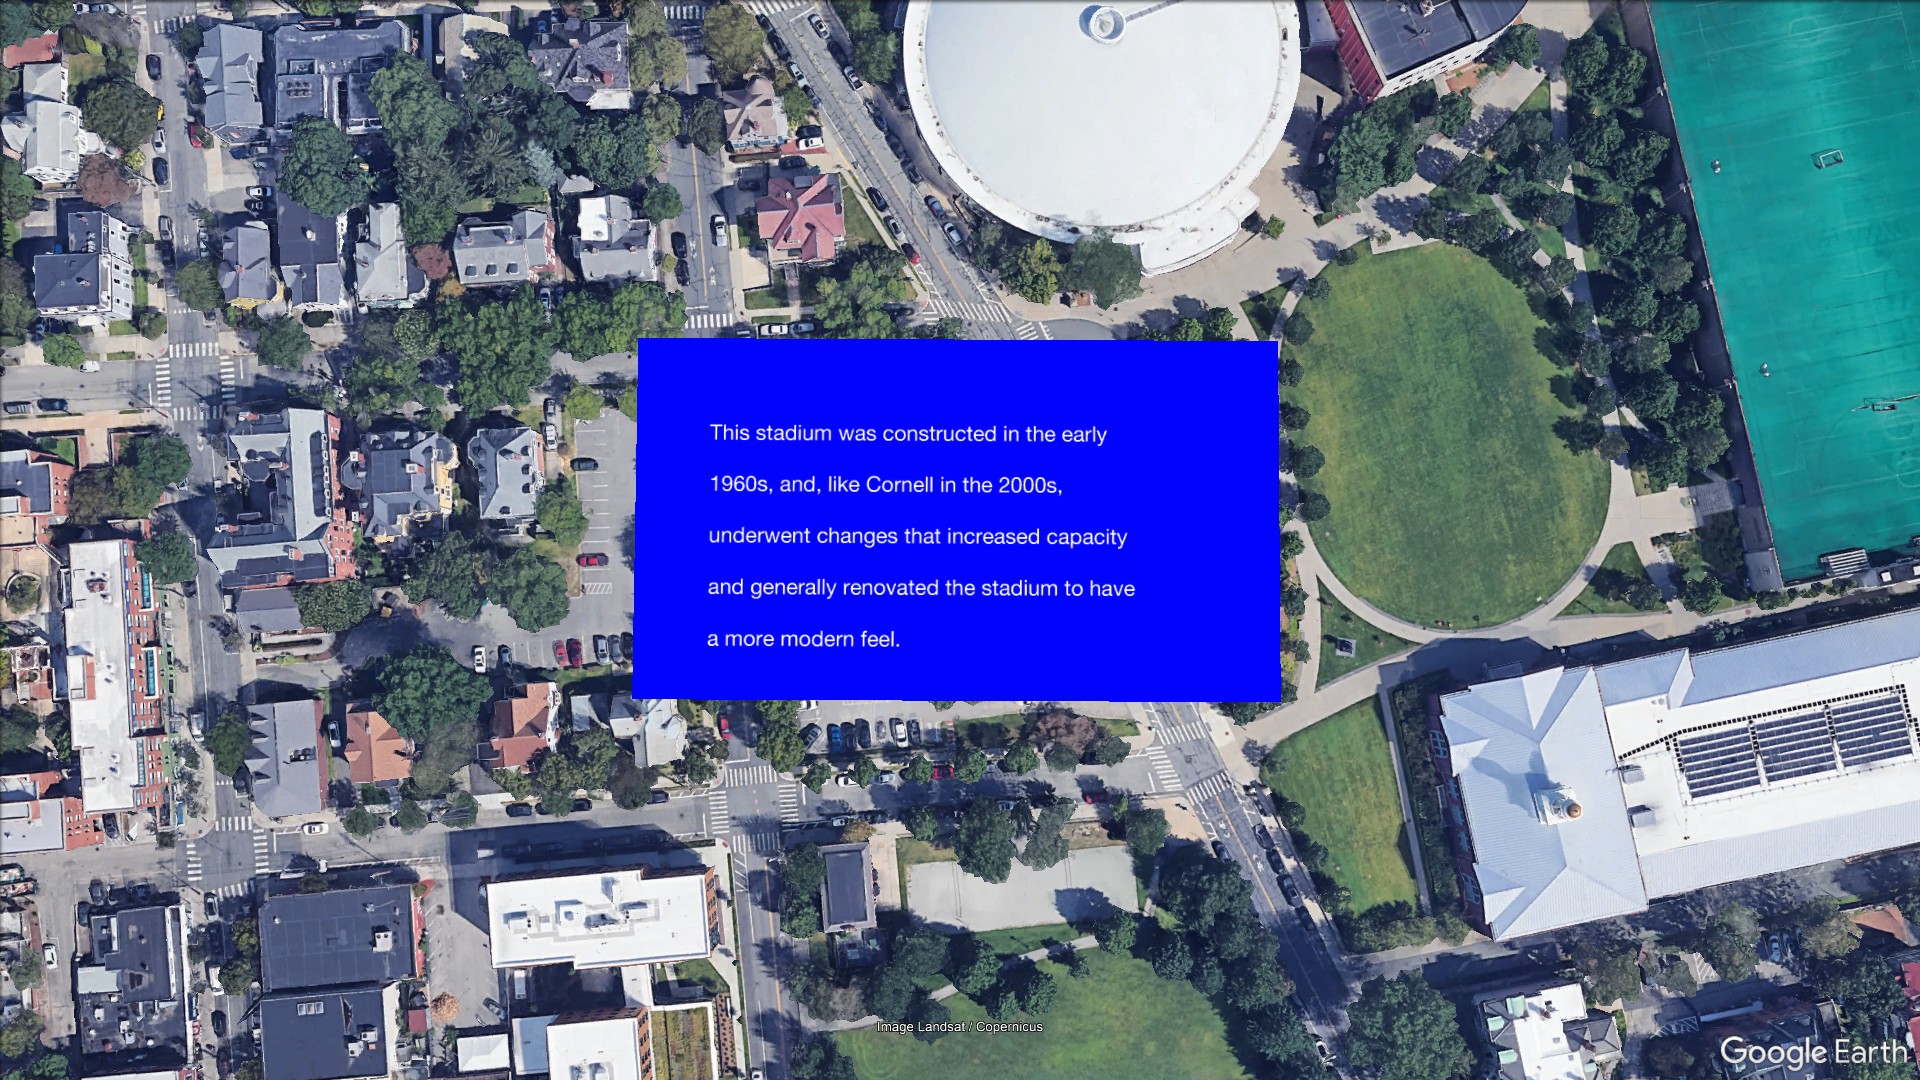 This stadium was constructed in the early
1960s, and, like Cornell in the 2000s,
underwent changes that increased capacity
and generally renovated the stadium to have
a more modern feel.
Image Landsat / Copernicus
Google Earth